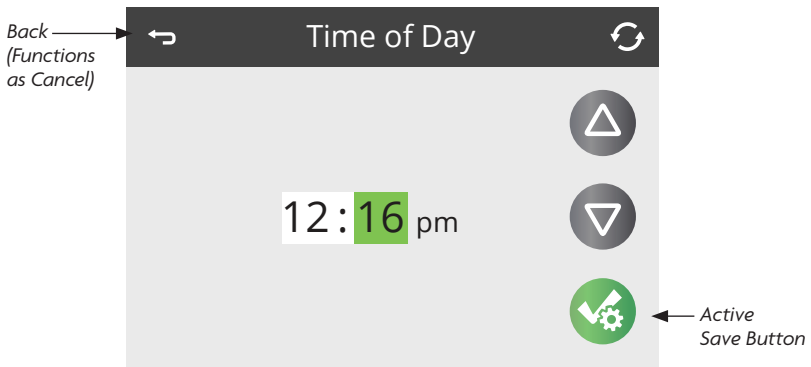 Back
(Functions
as Cancel)
Time of Day
12:16 pm
Active
Save Button